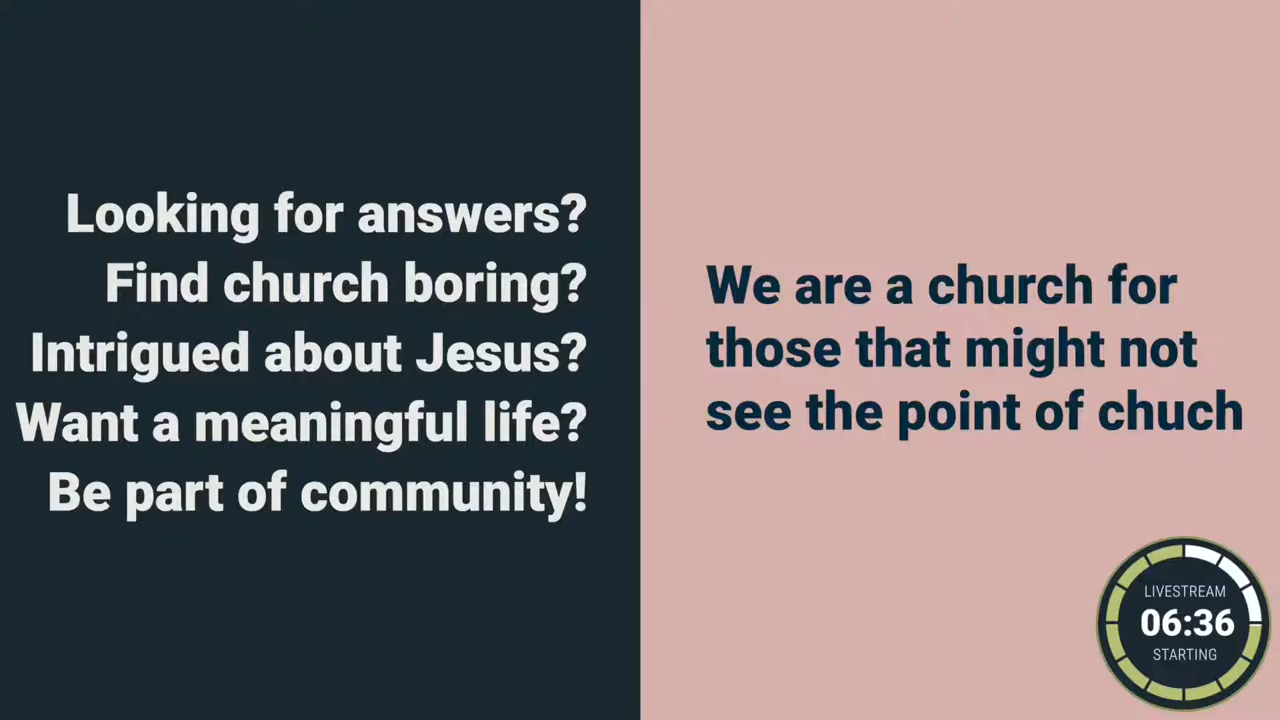 Looking for answers?
Find church boring?
Intrigued about Jesus?
Want a meaningful life?
Be part of community!
We are a church for
those that might not
see the point of chuch
LIVESTREAM
06:36
STARTING